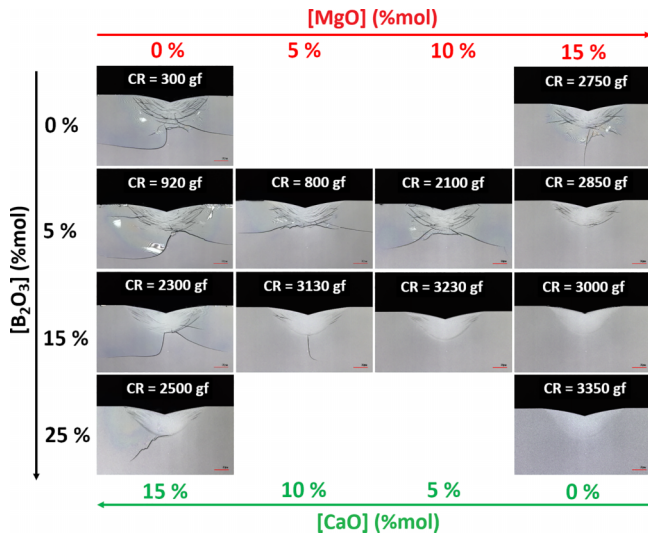 [MgO] (%mol)
0 % 5 % 10 % 15 %
CR = 300 gf CR = 2750 gf
0 %
CR = 920 gf CR = 800 gf CR = 2100 gf CR = 2850 gf
5 %
CR = 2300 gf CR = 3130 gf CR = 3230 gf CR = 3000 gf
15 %
CR = 2500 gf CR = 3350 gf
25 %
[B₂O₃] (%mol)
15 % 10 % 5 % 0 %
[CaO] (%mol)